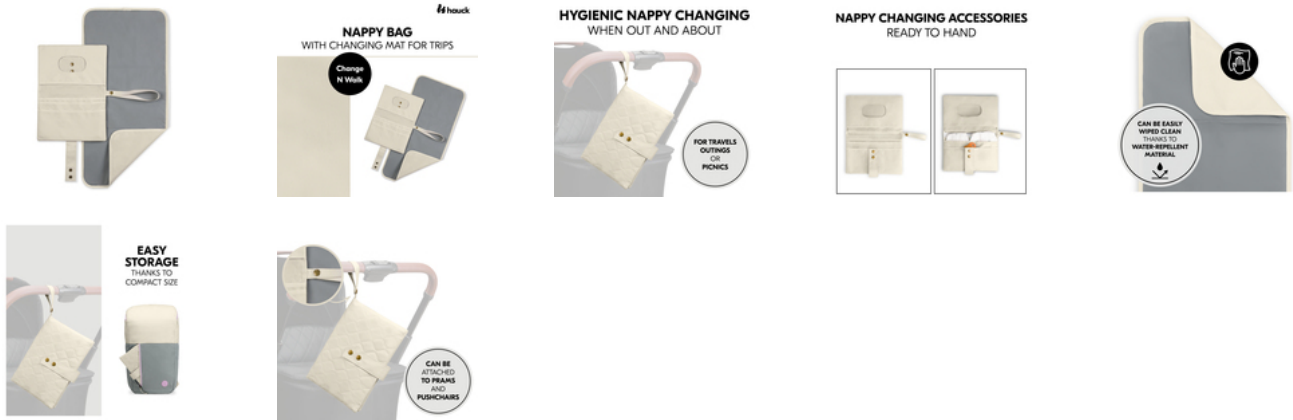 hauck
NAPPY BAG
WITH CHANGING MAT FOR TRIPS
Change
N Walk
HYGIENIC NAPPY CHANGING
WHEN OUT AND ABOUT
FOR TRAVELS
OUTINGS
OR
PICNICS
NAPPY CHANGING ACCESSORIES
READY TO HAND
CAN BE EASILY
WIPED CLEAN
THANKS TO
WATER-REPELLENT
MATERIAL
EASY
STORAGE
THANKS TO
COMPACT SIZE
CAN BE
ATTACHED
TO PRAMS
AND
PUSHCHAIRS